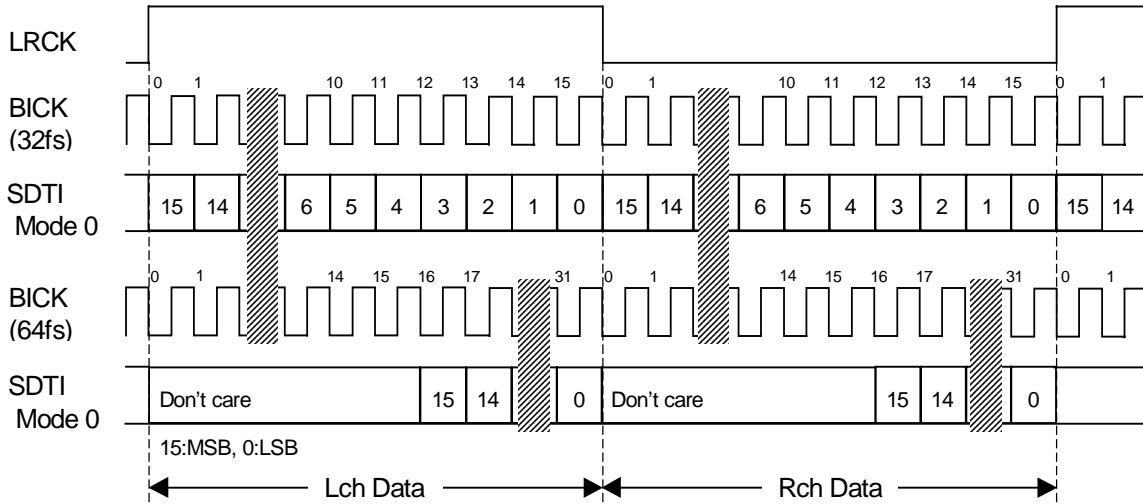 LRCK
0 1 10 11 12 13 14 15 0 1 10 11 12 13 14 15 0 1
BICK
(32fs)
SDTI
Mode 0
15 14 6 5 4 3 2 1 0 15 14 6 5 4 3 2 1 0 15 14
0 1 14 15 16 17 31 0 1 14 15 16 17 31 0 1
BICK
(64fs)
SDTI
Mode 0
Don't care 15 14 0 Don't care 15 14 0
15:MSB, 0:LSB
Lch Data Rch Data